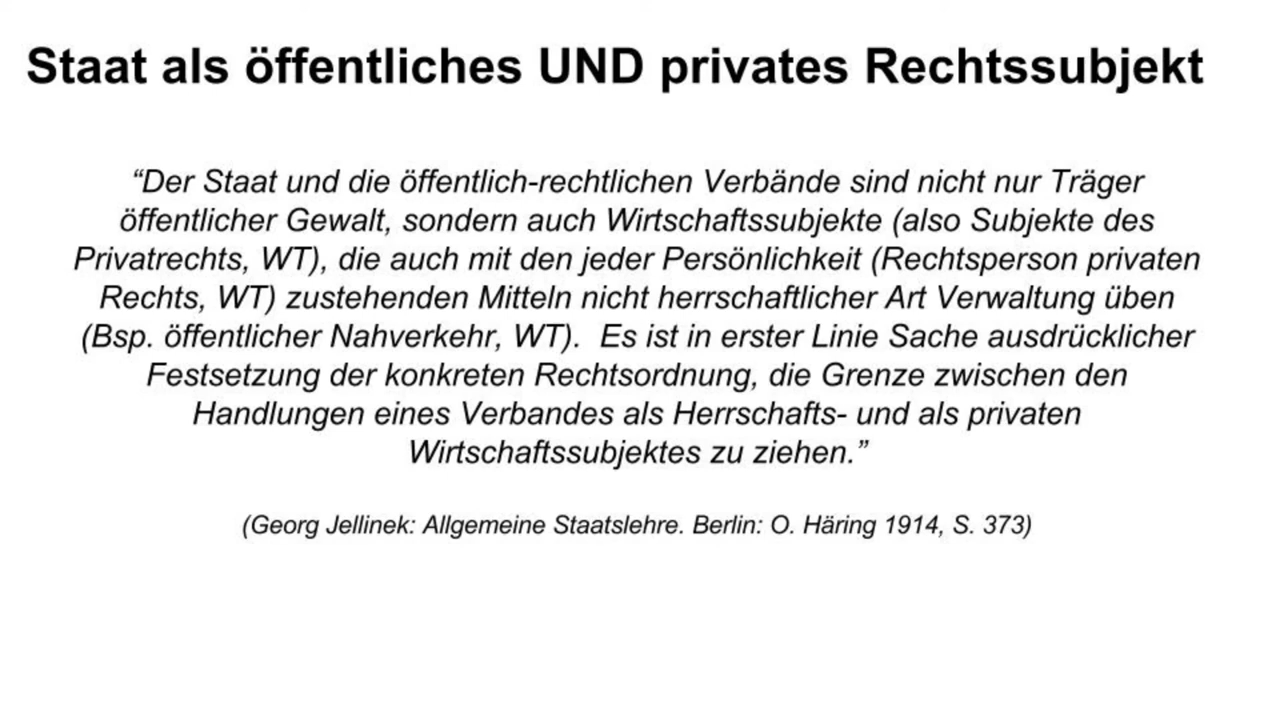 Staat als öffentliches UND privates Rechtssubjekt
“Der Staat und die öffentlich-rechtlichen Verbände sind nicht nur Träger
öffentlicher Gewalt, sondern auch Wirtschaftssubjekte (also Subjekte des
Privatrechts, WT), die auch mit den jeder Persönlichkeit (Rechtsperson privaten
Rechts, WT) zustehenden Mitteln nicht herrschaftlicher Art Verwaltung üben
(Bsp. öffentlicher Nahverkehr, WT).  Es ist in erster Linie Sache ausdrücklicher
Festsetzung der konkreten Rechtsordnung, die Grenze zwischen den
Handlungen eines Verbandes als Herrschafts- und als privaten
Wirtschaftssubjektes zu ziehen.”
(Georg Jellinek: Allgemeine Staatslehre. Berlin: O. Häring 1914, S. 373)